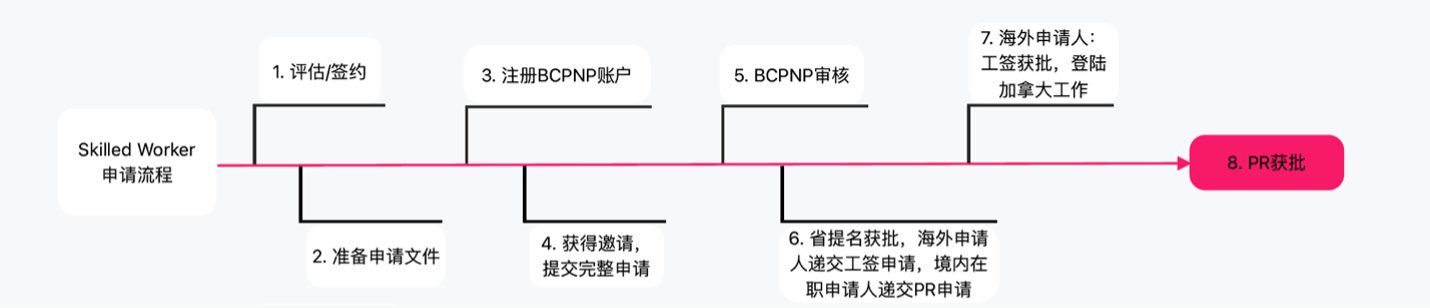 Skilled Worker
申请流程
1. 评估/签约
2. 准备申请文件
3. 注册BCPNP账户
4. 获得邀请，
提交完整申请
5. BCPNP审核
6. 省提名获批，海外申请
人递交工签申请，境内在
职申请人递交PR申请
7. 海外申请人：
工签获批，登陆
加拿大工作
8. PR获批